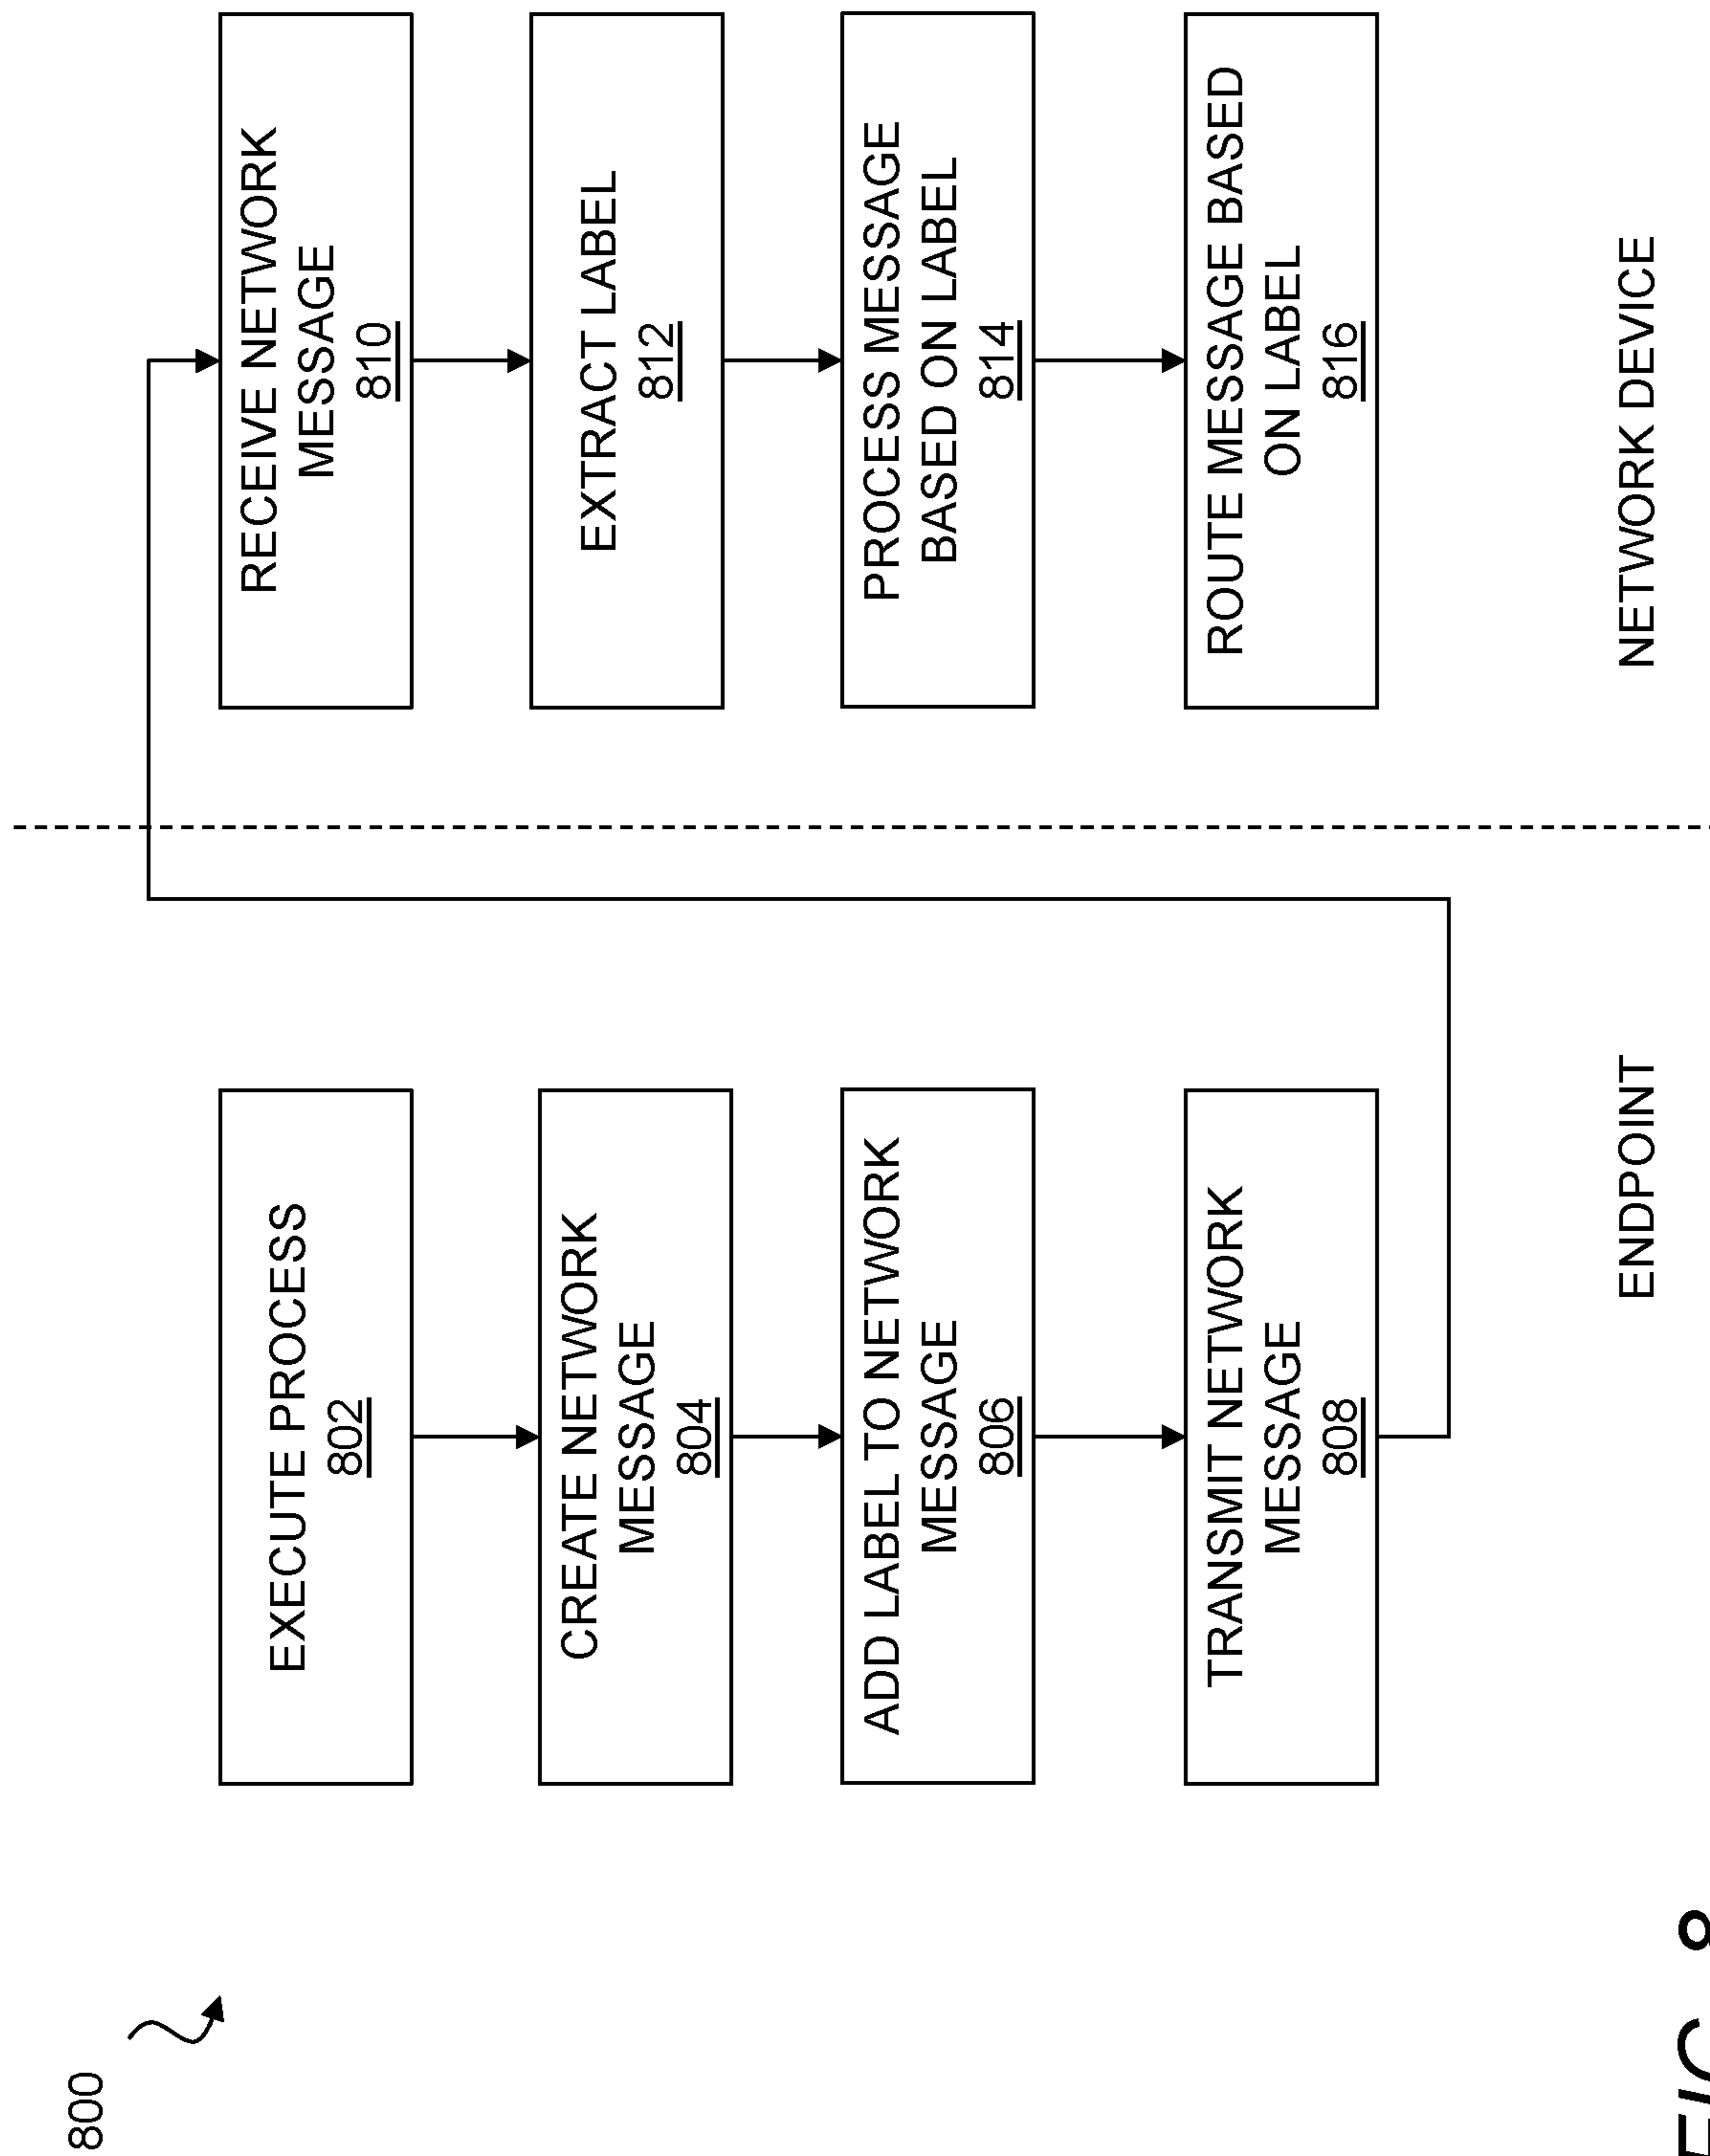 800
EXECUTE PROCESS
802
CREATE NETWORK
MESSAGE
804
ADD LABEL TO NETWORK
MESSAGE
806
TRANSMIT NETWORK
MESSAGE
808
ENDPOINT
RECEIVE NETWORK
MESSAGE
810
EXTRACT LABEL
812
PROCESS MESSAGE
BASED ON LABEL
814
ROUTE MESSAGE BASED
ON LABEL
816
NETWORK DEVICE